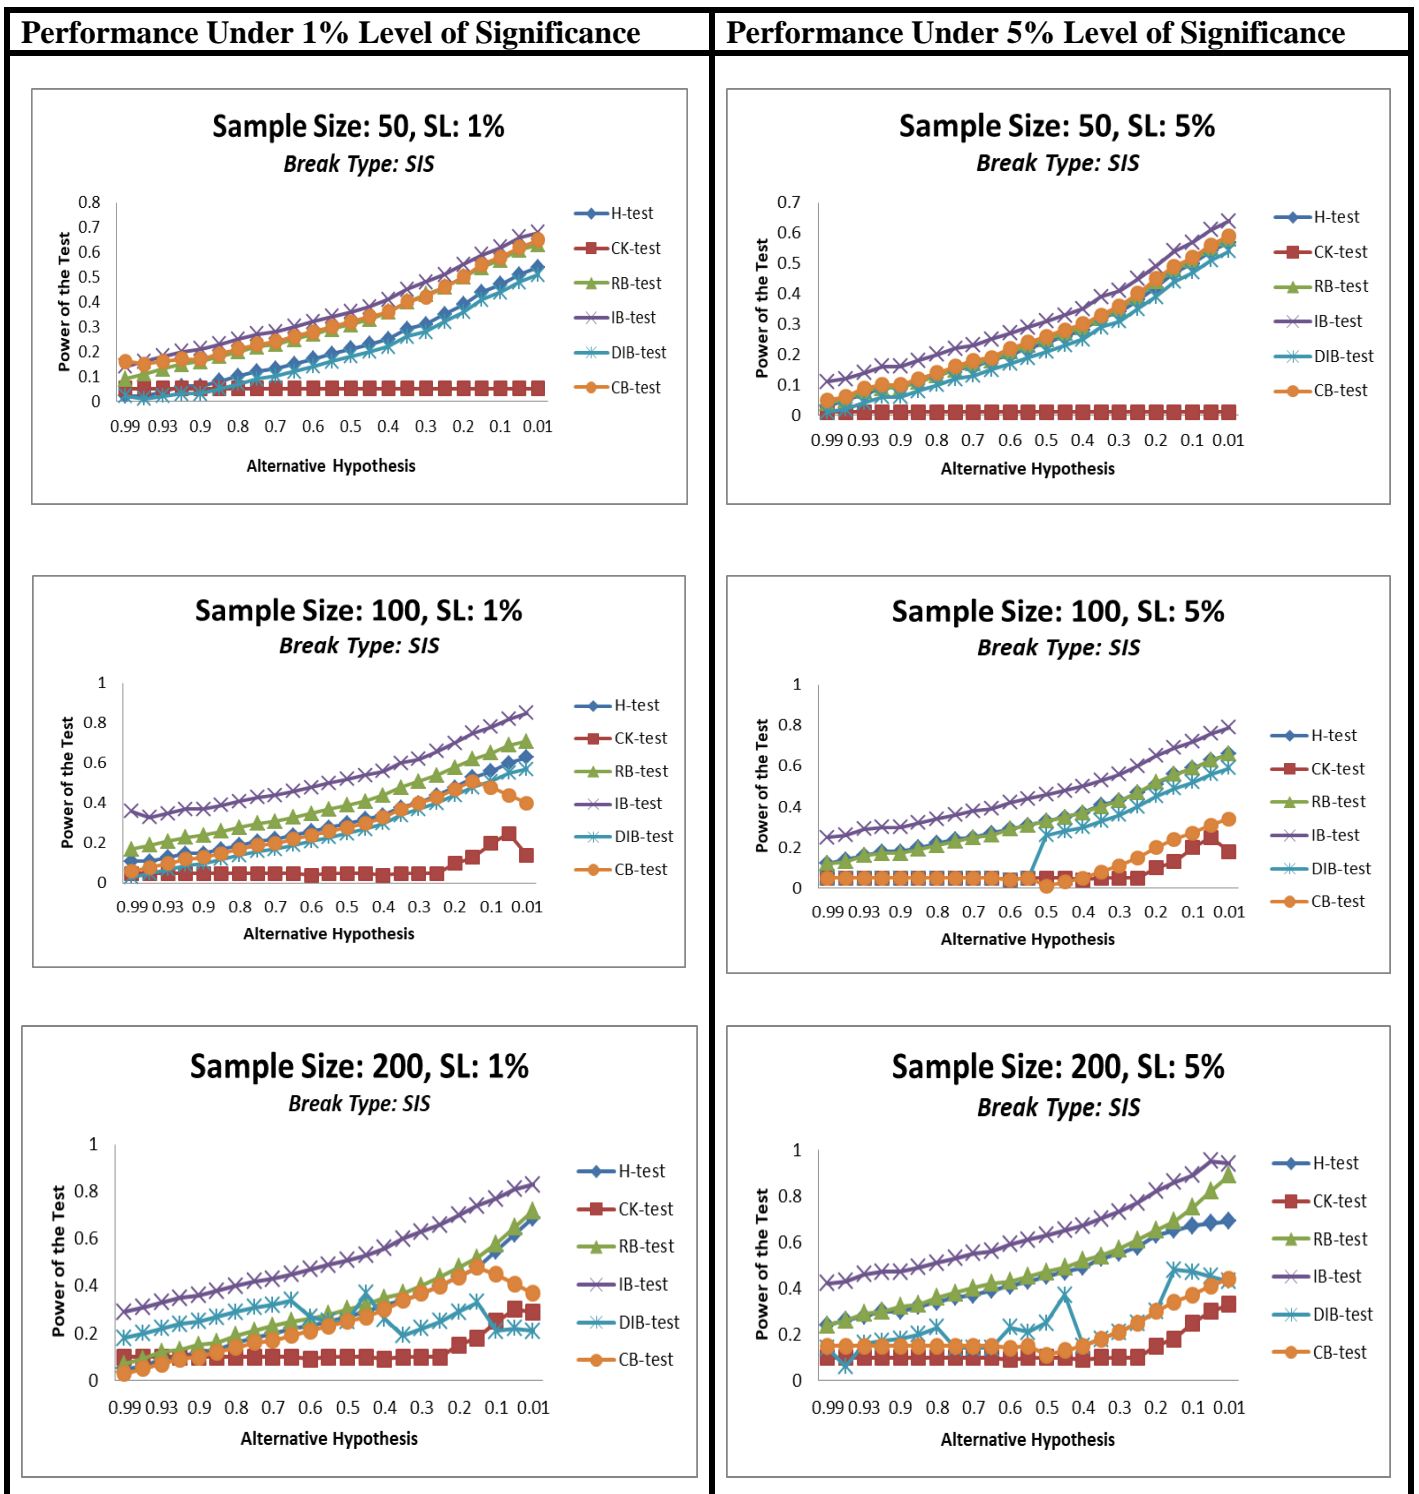 Performance Under 1% Level of Significance
Performance Under 5% Level of Significance
Sample Size: 50, SL: 1%
Break Type: SIS
Power of the Test
0.8
0.7
0.6
0.5
0.4
0.3
0.2
0.1
0
0.99 0.93 0.9 0.8 0.7 0.6 0.5 0.4 0.3 0.2 0.1 0.01
Alternative Hypothesis
H-test
CK-test
RB-test
IB-test
DIB-test
CB-test
Sample Size: 50, SL: 5%
Break Type: SIS
Power of the Test
0.7
0.6
0.5
0.4
0.3
0.2
0.1
0
0.99 0.93 0.9 0.8 0.7 0.6 0.5 0.4 0.3 0.2 0.1 0.01
Alternative Hypothesis
H-test
CK-test
RB-test
IB-test
DIB-test
CB-test
Sample Size: 100, SL: 1%
Break Type: SIS
Power of the Test
1
0.8
0.6
0.4
0.2
0
0.99 0.93 0.9 0.8 0.7 0.6 0.5 0.4 0.3 0.2 0.1 0.01
Alternative Hypothesis
H-test
CK-test
RB-test
IB-test
DIB-test
CB-test
Sample Size: 100, SL: 5%
Break Type: SIS
Power of the Test
1
0.8
0.6
0.4
0.2
0
0.99 0.93 0.9 0.8 0.7 0.6 0.5 0.4 0.3 0.2 0.1 0.01
Alternative Hypothesis
H-test
CK-test
RB-test
IB-test
DIB-test
CB-test
Sample Size: 200, SL: 1%
Break Type: SIS
Power of the Test
1
0.8
0.6
0.4
0.2
0
0.99 0.93 0.9 0.8 0.7 0.6 0.5 0.4 0.3 0.2 0.1 0.01
Alternative Hypothesis
H-test
CK-test
RB-test
IB-test
DIB-test
CB-test
Sample Size: 200, SL: 5%
Break Type: SIS
Power of the Test
1
0.8
0.6
0.4
0.2
0
0.99 0.93 0.9 0.8 0.7 0.6 0.5 0.4 0.3 0.2 0.1 0.01
Alternative Hypothesis
H-test
CK-test
RB-test
IB-test
DIB-test
CB-test